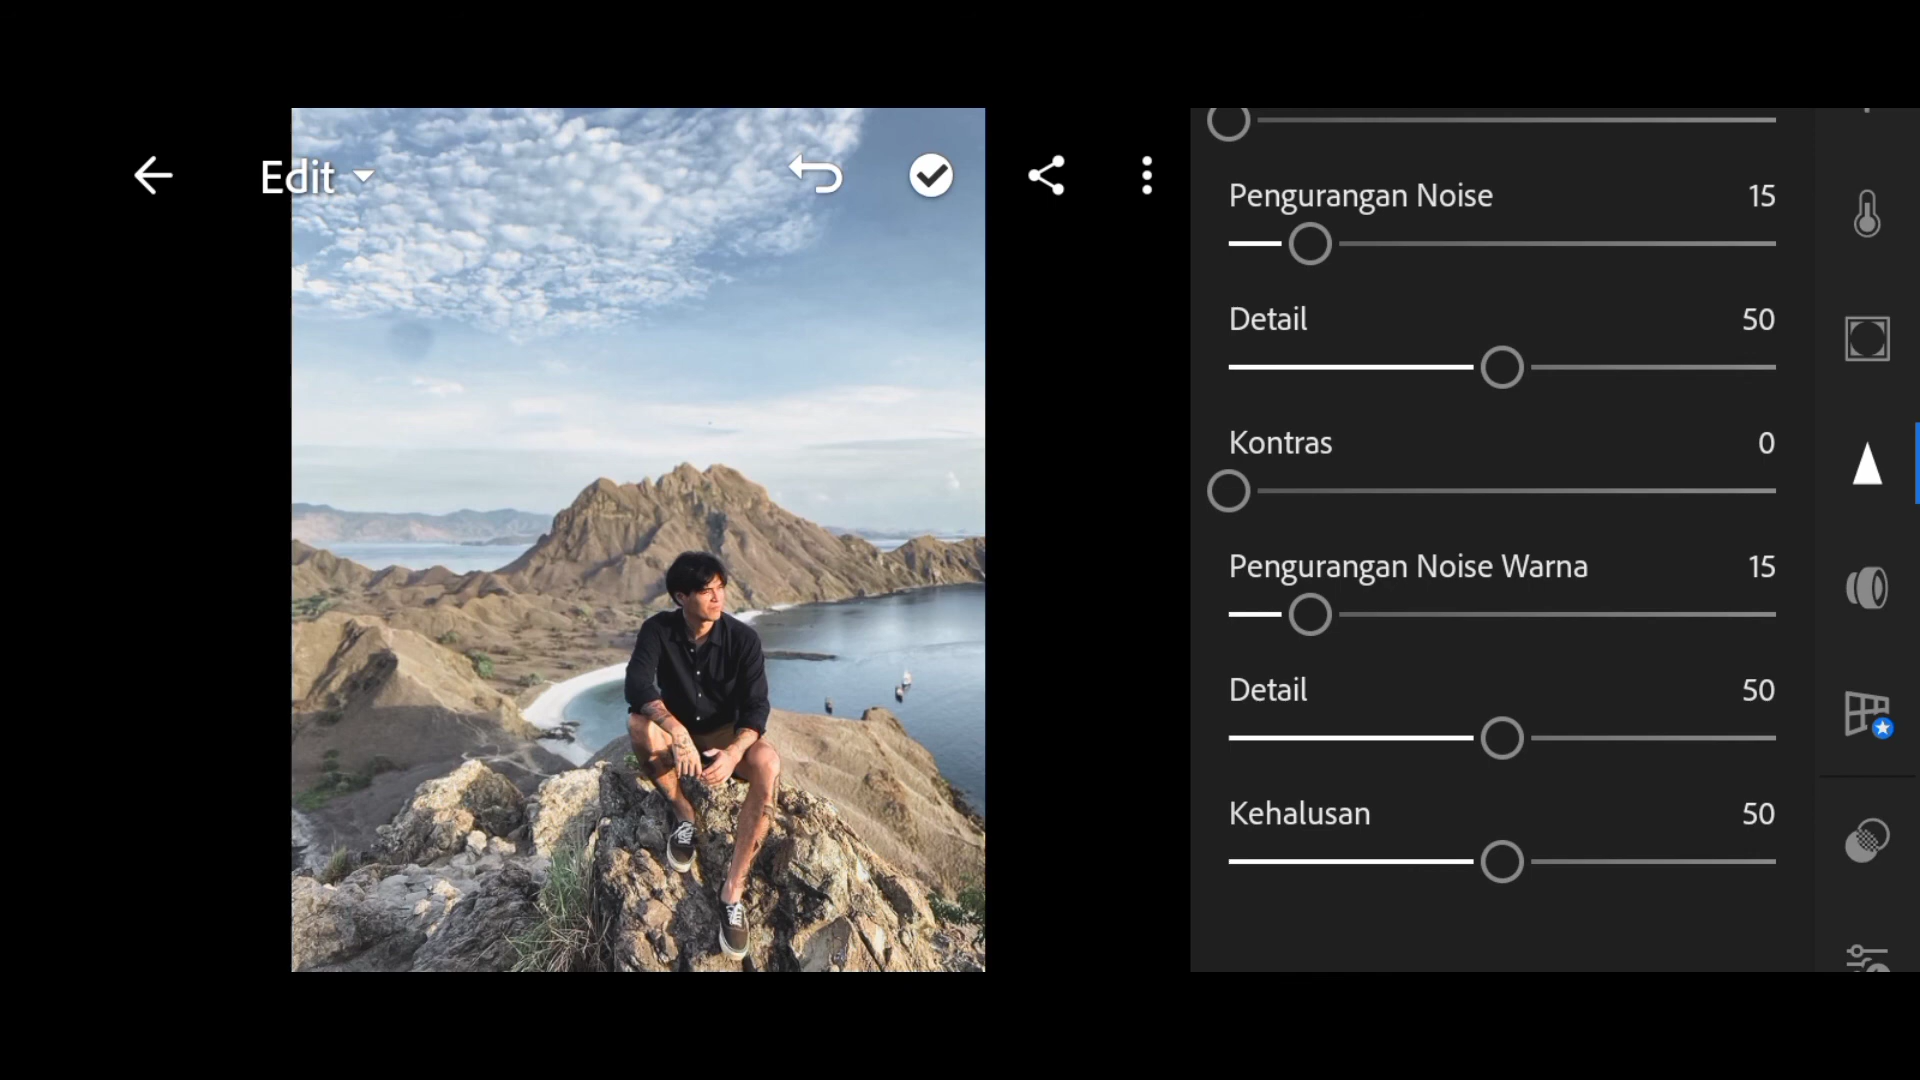 Edit
Pengurangan Noise 15
Detail 50
Kontras 0
Pengurangan Noise Warna 15
Detail 50
Kehalusan 50